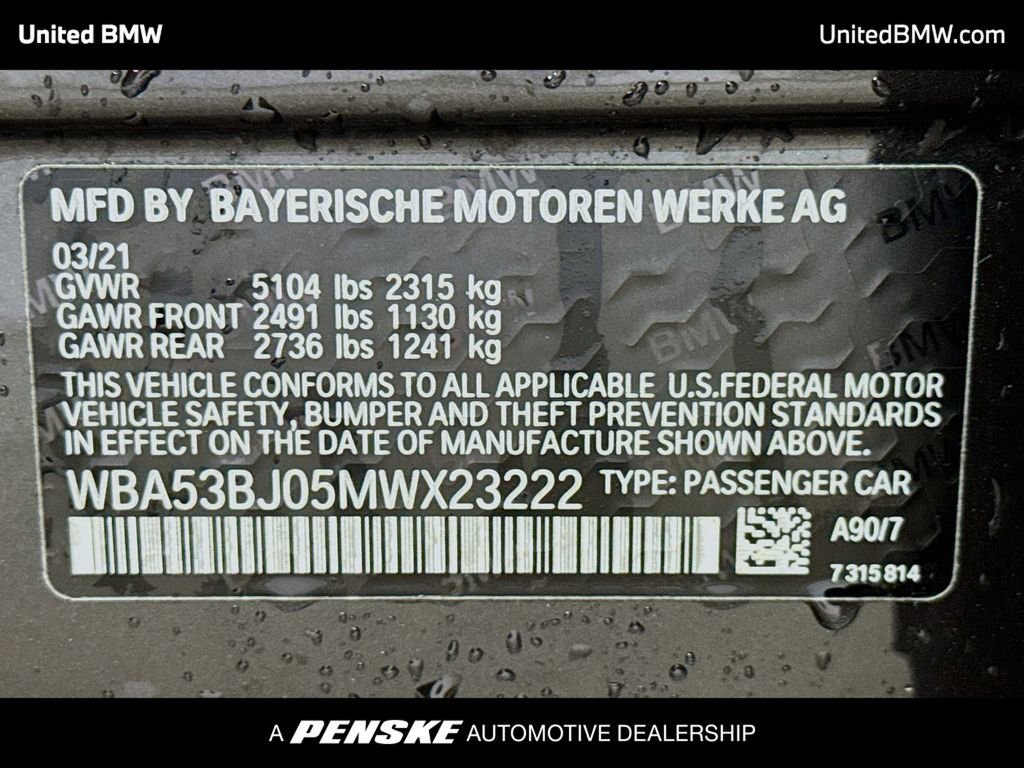 United BMW
UnitedBMW.com
MFD BY BAYERISCHE MOTOREN WERKE AG
03/21
GVWR 5104 lbs 2315 kg
GAWR FRONT 2491 lbs 1130 kg
GAWR REAR 2736 lbs 1241 kg
THIS VEHICLE CONFORMS TO ALL APPLICABLE U.S.FEDERAL MOTOR
VEHICLE SAFETY, BUMPER AND THEFT PREVENTION STANDARDS
IN EFFECT ON THE DATE OF MANUFACTURE SHOWN ABOVE.
WBA53BJ05MWX23222 TYPE: PASSENGER CAR
A90/7
7315814
A PENSKE AUTOMOTIVE DEALERSHIP